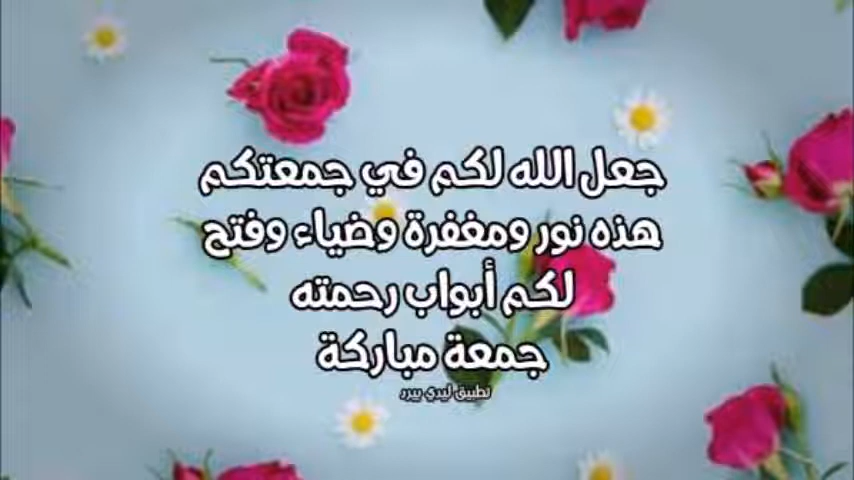 جعل الله لكم في جمعتكم
هذه نور ومغفرة وضياء وفتح
لكم أبواب رحمته
جمعة مباركة
تطبيق ليدي بيرد